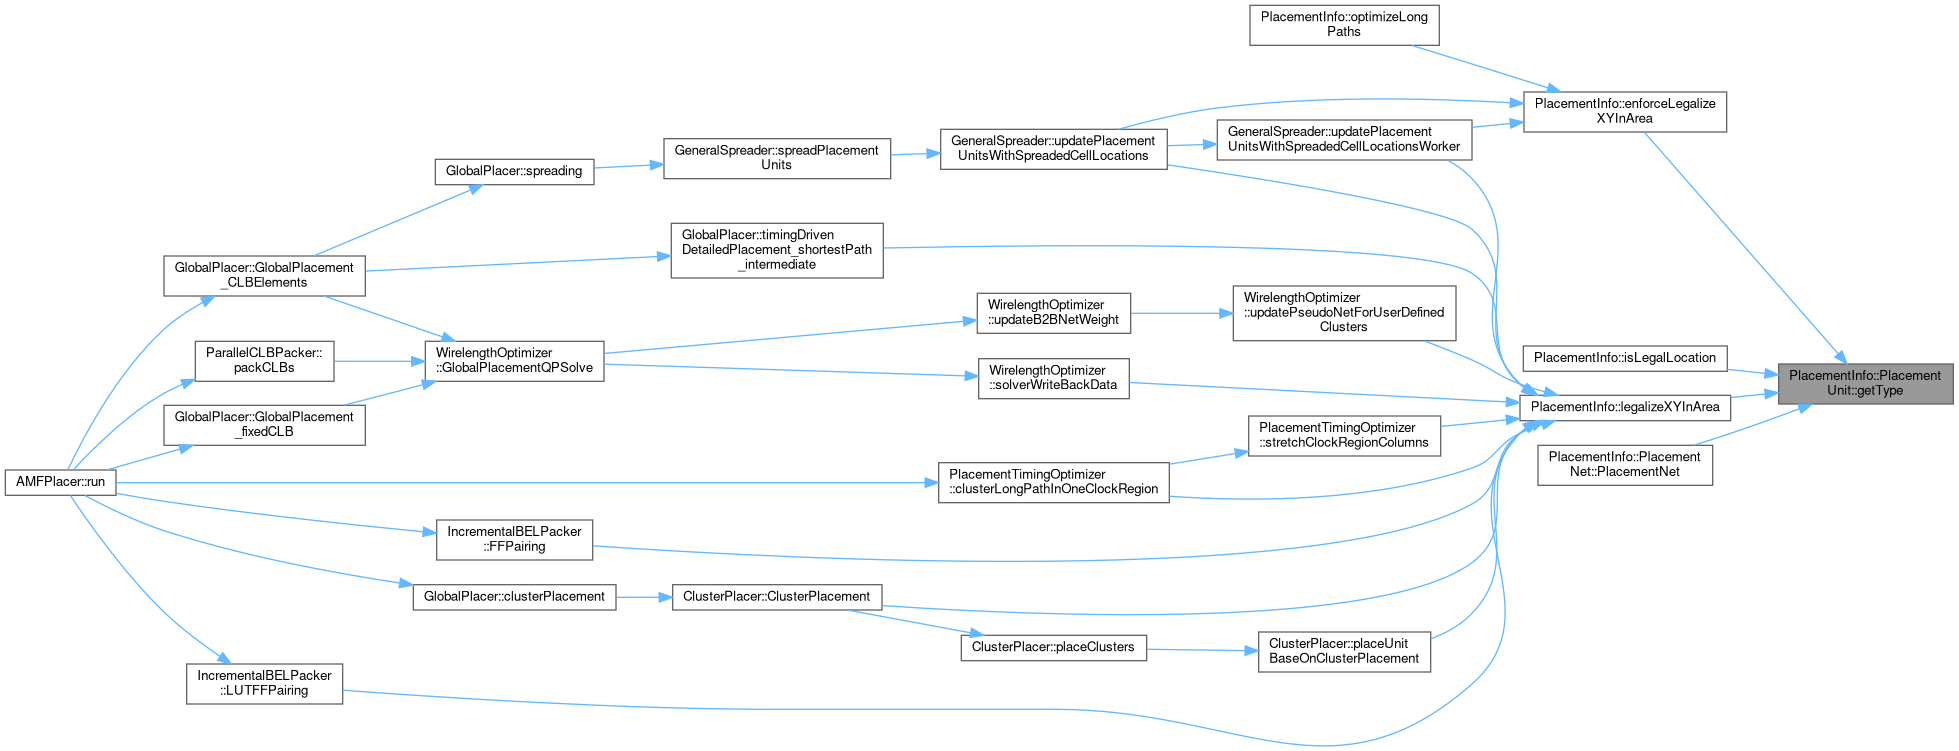 PlacementInfo::optimizeLong
Paths
PlacementInfo::enforceLegalize
XYInArea
GeneralSpreader::updatePlacement
UnitsWithSpreadedCellLocationsWorker
GeneralSpreader::updatePlacement
UnitsWithSpreadedCellLocations
GeneralSpreader::spreadPlacement
Units
GlobalPlacer::spreading
GlobalPlacer::timingDriven
DetailedPlacement_shortestPath
_intermediate
GlobalPlacer::GlobalPlacement
_CLBElements
WirelengthOptimizer
::updateB2BNetWeight
WirelengthOptimizer
::updatePseudoNetForUserDefined
Clusters
ParallelCLBPacker::
packCLBs
WirelengthOptimizer
::GlobalPlacementQPSolve
WirelengthOptimizer
::solverWriteBackData
PlacementInfo::isLegalLocation
PlacementInfo::Placement
Unit::getType
PlacementInfo::legalizeXYInArea
GlobalPlacer::GlobalPlacement
_fixedCLB
PlacementTimingOptimizer
::stretchClockRegionColumns
PlacementInfo::Placement
Net::PlacementNet
AMFPlacer::run
PlacementTimingOptimizer
::clusterLongPathInOneClockRegion
IncrementalBELPacker
::FFPairing
GlobalPlacer::clusterPlacement
ClusterPlacer::ClusterPlacement
ClusterPlacer::placeClusters
ClusterPlacer::placeUnit
BaseOnClusterPlacement
IncrementalBELPacker
::LUTFFPairing